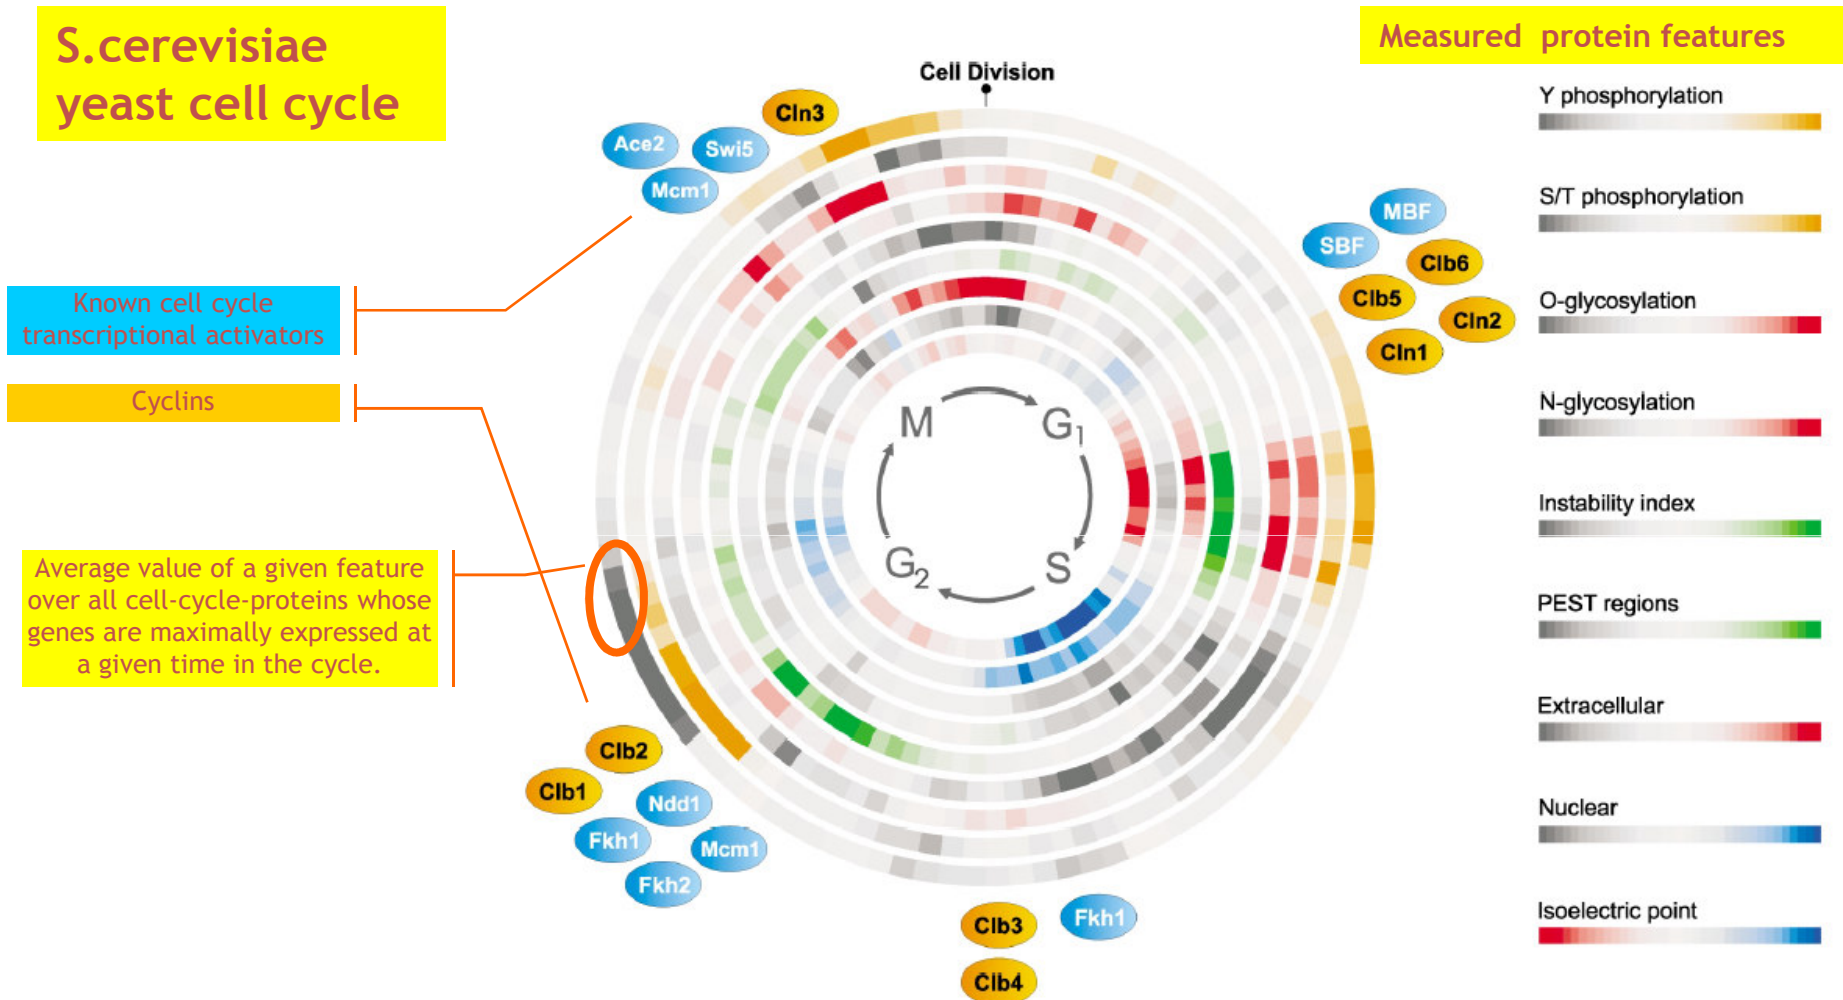 S.cerevisiae
yeast cell cycle
Measured protein features
Cell Division
Cln3
Ace2
Swi5
Mcm1
MBF
SBF
Clb6
Clb5
Cln2
Cln1
Known cell cycle
transcriptional activators
Cyclins
Average value of a given feature
over all cell-cycle-proteins whose
genes are maximally expressed at
a given time in the cycle.
M
G1
G2
S
Clb2
Clb1
Ndd1
Fkh1
Mcm1
Fkh2
Clb3
Fkh1
Clb4
Y phosphorylation
S/T phosphorylation
O-glycosylation
N-glycosylation
Instability index
PEST regions
Extracellular
Nuclear
Isoelectric point